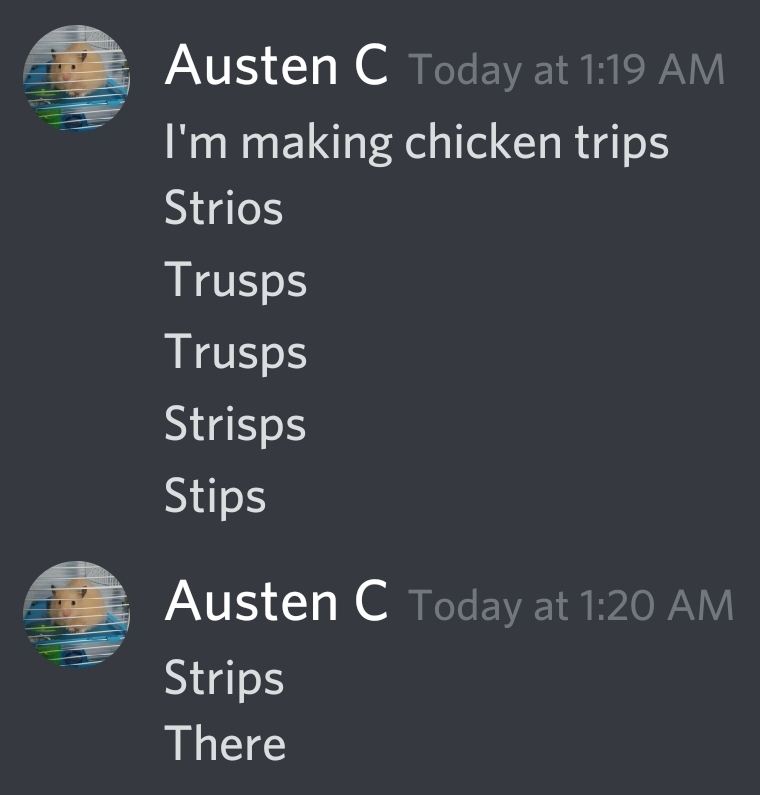 Austen C Today at 1:19 AM
I'm making chicken trips
Strios
Trusps
Trusps
Strisps
Stips
Austen C Today at 1:20 AM
Strips
There